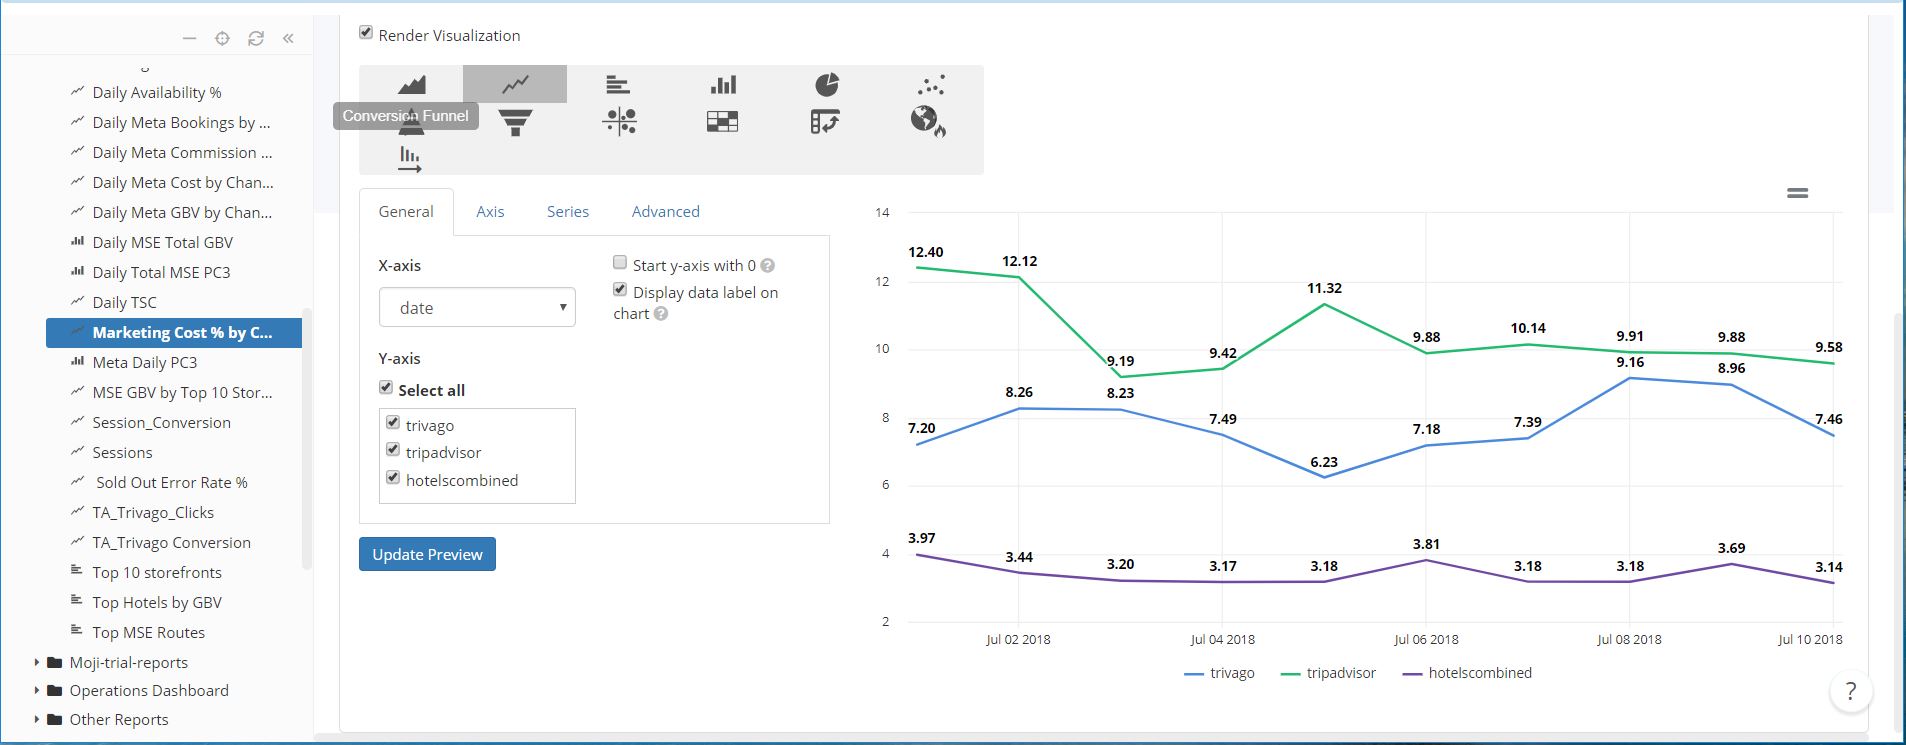 Render Visualization
Daily Availability %
Daily Meta Bookings by ...
Daily Meta Commission ...
Daily Meta Cost by Chan...
Daily Meta GBV by Chan...
Daily MSE Total GBV
Daily Total MSE PC3
Daily TSC
Marketing Cost % by C...
Meta Daily PC3
MSE GBV by Top 10 Stor...
Session_Conversion
Sessions
Sold Out Error Rate %
TA_Trivago_Clicks
TA_Trivago Conversion
Top 10 storefronts
Top Hotels by GBV
Top MSE Routes
Moji-trial-reports
Operations Dashboard
Other Reports
Conversion Funnel
General Axis Series Advanced
X-axis
date
Start y-axis with 0 ?
Display data label on
chart ?
Y-axis
Select all
trivago
tripadvisor
hotelscombined
Update Preview
14
12
10
8
6
4
2
12.40 12.12 9.19 9.42 11.32 9.88 10.14 9.91 9.88 9.58
7.20 8.26 8.23 7.49 6.23 7.18 7.39 9.16 8.96 7.46
3.97 3.44 3.20 3.17 3.18 3.81 3.18 3.18 3.69 3.14
Jul 02 2018 Jul 04 2018 Jul 06 2018 Jul 08 2018 Jul 10 2018
trivago tripadvisor hotelscombined
?